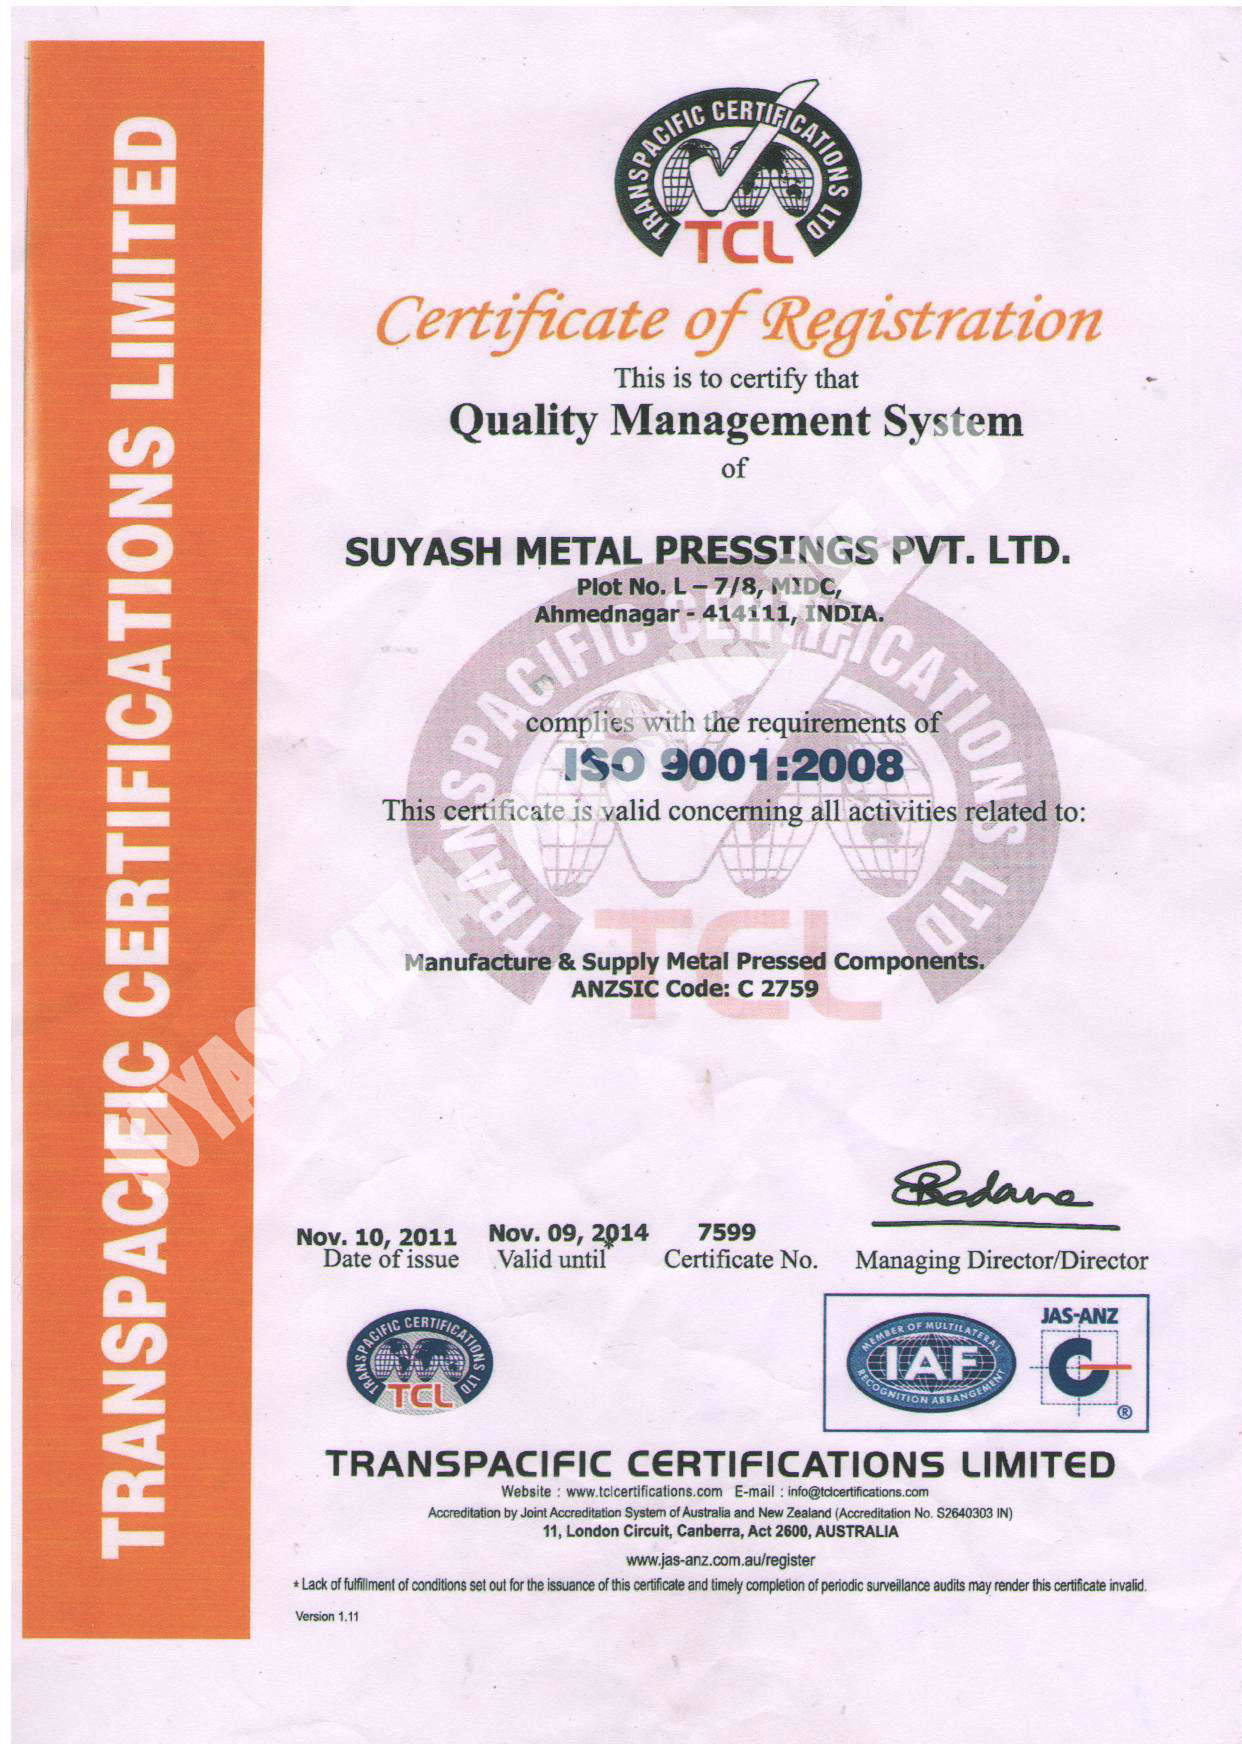 TRANSPACIFIC CERTIFICATIONS LIMITED
TRANSPACIFIC CERTIFICATIONS LTD
TCL
Certificate of Registration
This is to certify that
Quality Management System
of
SUYASH METAL PRESSINGS PVT. LTD.
Plot No. L – 7/8, MIDC,
Ahmednagar - 414111, INDIA.
TRANSPACIFIC CERTIFICATIONS LTD
complies with the requirements of
ISO 9001:2008
This certificate is valid concerning all activities related to:
TCL
Manufacture & Supply Metal Pressed Components.
ANZSIC Code: C 2759
Nov. 10, 2011 Nov. 09, 2014 7599
Date of issue Valid until* Certificate No. Managing Director/Director
TRANSPACIFIC CERTIFICATIONS LTD
TCL
MEMBER OF MULTILATERAL
IAF
RECOGNITION ARRANGEMENT
JAS-ANZ
®
TRANSPACIFIC CERTIFICATIONS LIMITED
Website : www.tclcertifications.com E-mail : info@tclcertifications.com
Accreditation by Joint Accreditation System of Australia and New Zealand (Accreditation No. S2640303 IN)
11, London Circuit, Canberra, Act 2600, AUSTRALIA
www.jas-anz.com.au/register
* Lack of fulfillment of conditions set out for the issuance of this certificate and timely completion of periodic surveillance audits may render this certificate invalid.
Version 1.11